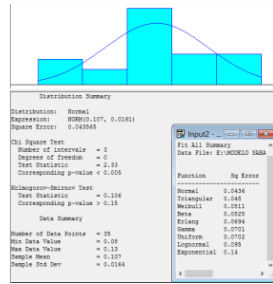 Distribution Summary
Distribution: Normal
Expression: NORM(0.107, 0.0161)
Square Error: 0.043565
Chi Square Test
Number of intervals = 3
Degrees of freedom = 0
Test Statistic = 2.33
Corresponding p-value < 0.005
Kolmogorov-Smirnov Test
Test Statistic = 0.106
Corresponding p-value > 0.15
Data Summary
Number of Data Points = 35
Min Data Value = 0.08
Max Data Value = 0.13
Sample Mean = 0.107
Sample Std Dev = 0.0164
Input2 - ...
Fit All Summary
Data File: E:\MODELO SARA
Function Sq Error
Normal 0.0436
Triangular 0.048
Weibull 0.0511
Beta 0.0525
Erlang 0.0694
Gamma 0.0701
Uniform 0.0702
Lognormal 0.095
Exponential 0.14